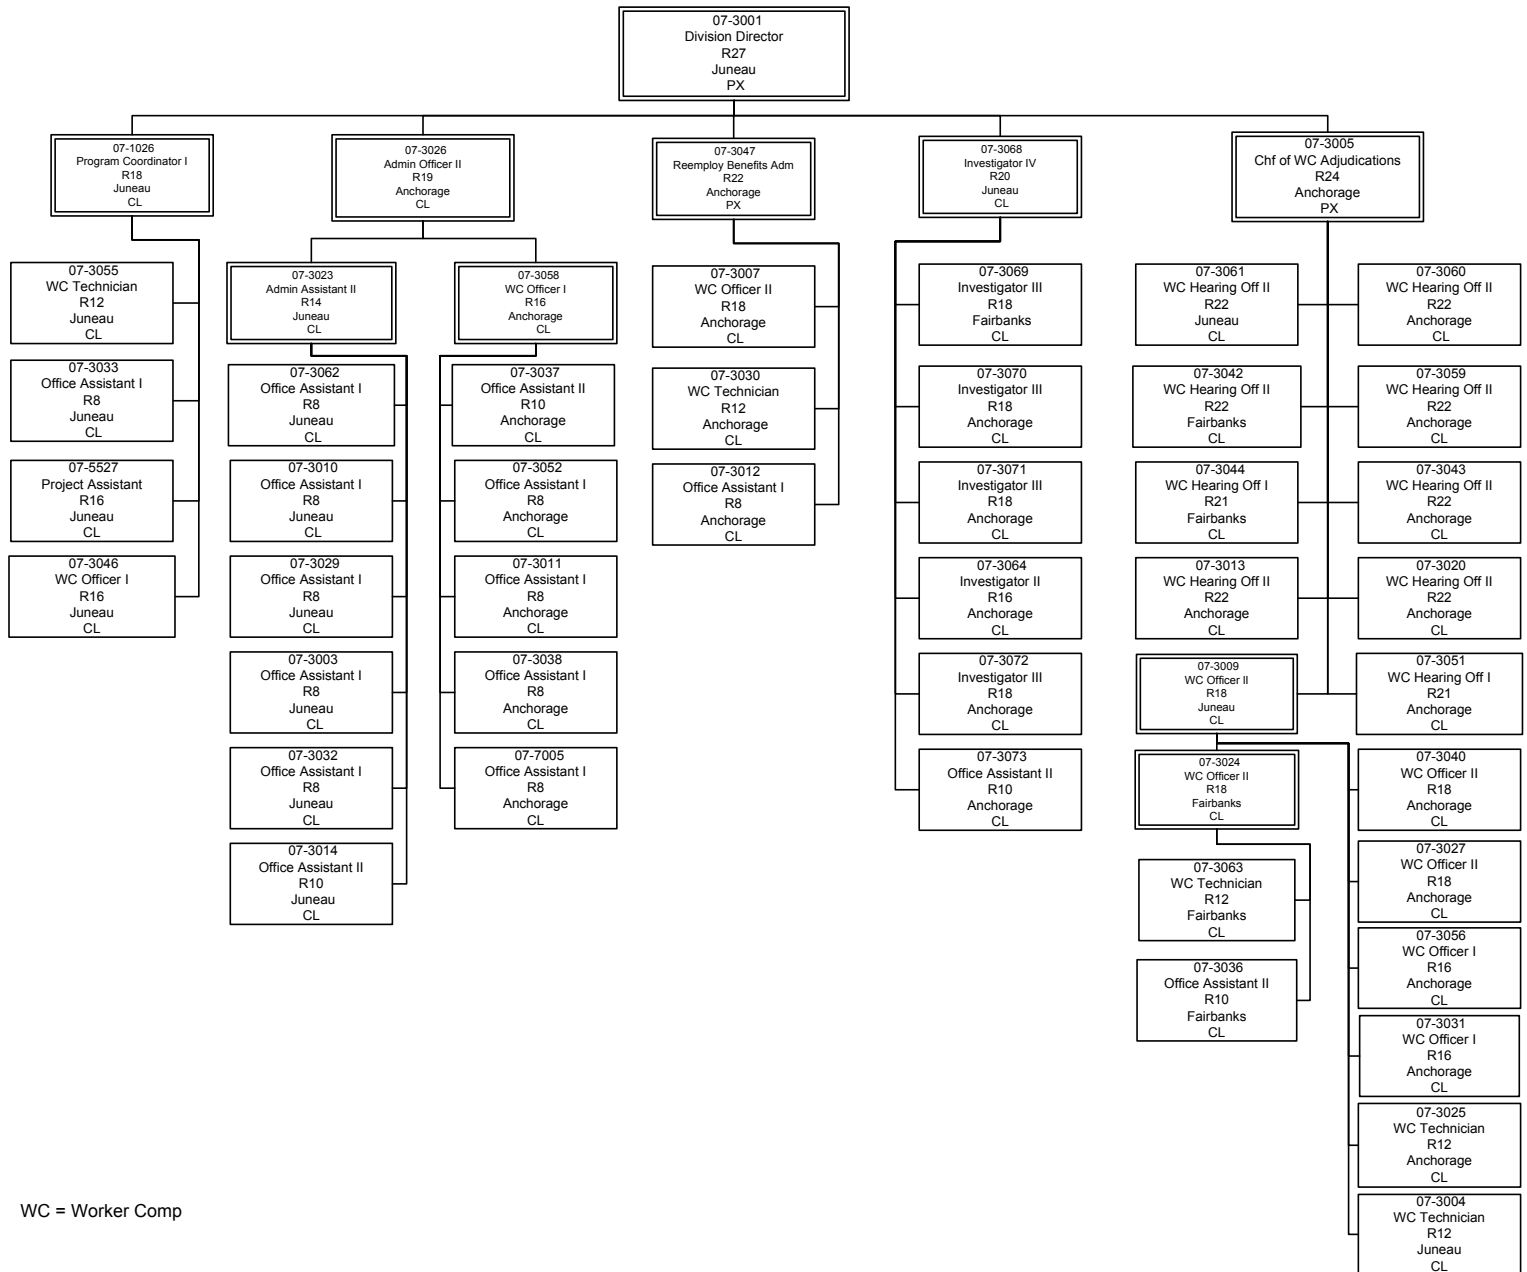 07-3001
Division Director
R27
Juneau
PX
07-1026
Program Coordinator I
R18
Juneau
CL
07-3026
Admin Officer II
R19
Anchorage
CL
07-3047
Reemploy Benefits Adm
R22
Anchorage
PX
07-3068
Investigator IV
R20
Juneau
CL
07-3005
Chf of WC Adjudications
R24
Anchorage
PX
07-3055
WC Technician
R12
Juneau
CL
07-3033
Office Assistant I
R8
Juneau
CL
07-5527
Project Assistant
R16
Juneau
CL
07-3046
WC Officer I
R16
Juneau
CL
07-3023
Admin Assistant II
R14
Juneau
CL
07-3062
Office Assistant I
R8
Juneau
CL
07-3010
Office Assistant I
R8
Juneau
CL
07-3029
Office Assistant I
R8
Juneau
CL
07-3003
Office Assistant I
R8
Juneau
CL
07-3032
Office Assistant I
R8
Juneau
CL
07-3014
Office Assistant II
R10
Juneau
CL
07-3058
WC Officer I
R16
Anchorage
CL
07-3037
Office Assistant II
R10
Anchorage
CL
07-3052
Office Assistant I
R8
Anchorage
CL
07-3011
Office Assistant I
R8
Anchorage
CL
07-3038
Office Assistant I
R8
Anchorage
CL
07-7005
Office Assistant I
R8
Anchorage
CL
07-3007
WC Officer II
R18
Anchorage
CL
07-3030
WC Technician
R12
Anchorage
CL
07-3012
Office Assistant I
R8
Anchorage
CL
07-3069
Investigator III
R18
Fairbanks
CL
07-3070
Investigator III
R18
Anchorage
CL
07-3071
Investigator III
R18
Anchorage
CL
07-3064
Investigator II
R16
Anchorage
CL
07-3072
Investigator III
R18
Anchorage
CL
07-3073
Office Assistant II
R10
Anchorage
CL
07-3061
WC Hearing Off II
R22
Juneau
CL
07-3042
WC Hearing Off II
R22
Fairbanks
CL
07-3044
WC Hearing Off I
R21
Fairbanks
CL
07-3013
WC Hearing Off II
R22
Anchorage
CL
07-3009
WC Officer II
R18
Juneau
CL
07-3024
WC Officer II
R18
Fairbanks
CL
07-3063
WC Technician
R12
Fairbanks
CL
07-3036
Office Assistant II
R10
Fairbanks
CL
07-3060
WC Hearing Off II
R22
Anchorage
CL
07-3059
WC Hearing Off II
R22
Anchorage
CL
07-3043
WC Hearing Off II
R22
Anchorage
CL
07-3020
WC Hearing Off II
R22
Anchorage
CL
07-3051
WC Hearing Off I
R21
Anchorage
CL
07-3040
WC Officer II
R18
Anchorage
CL
07-3027
WC Officer II
R18
Anchorage
CL
07-3056
WC Officer I
R16
Anchorage
CL
07-3031
WC Officer I
R16
Anchorage
CL
07-3025
WC Technician
R12
Anchorage
CL
07-3004
WC Technician
R12
Juneau
CL
WC = Worker Comp